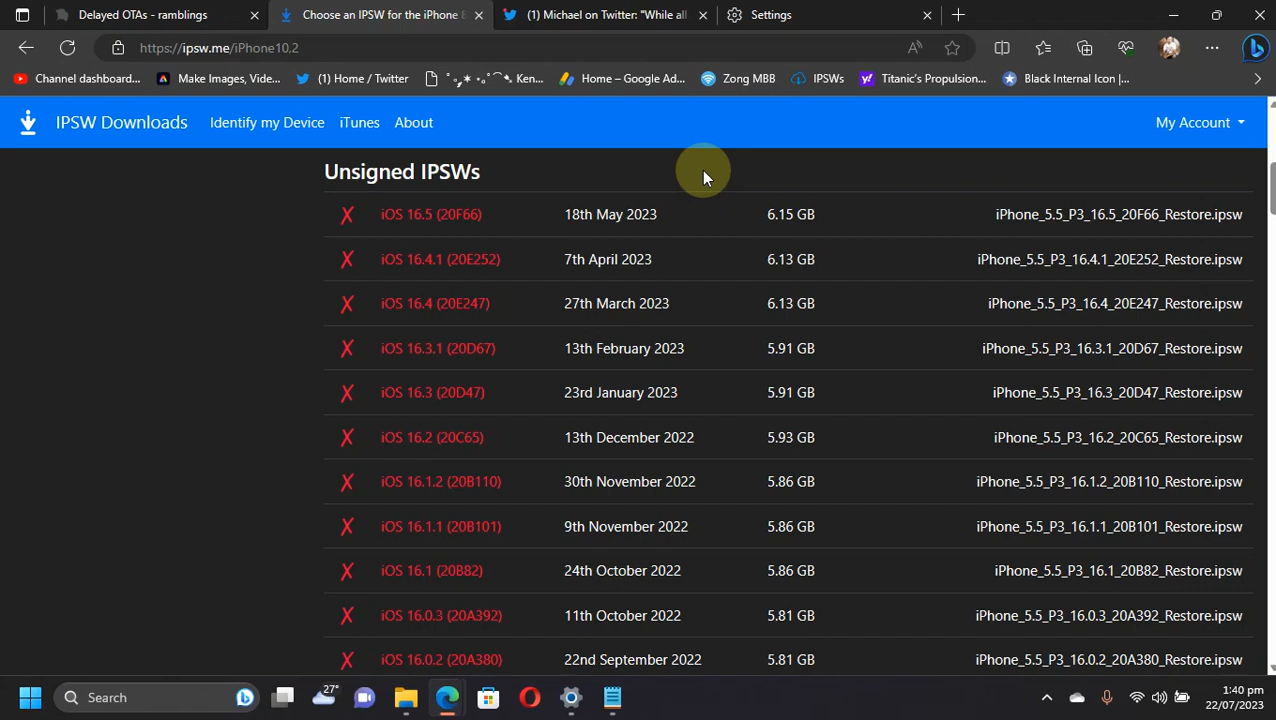 Delayed OTAs - ramblings
Choose an IPSW for the iPhone 8
(1) Michael on Twitter: "While all
Settings
https://ipsw.me/iPhone10,2
Channel dashboard...
Make Images, Vide...
(1) Home / Twitter
Home – Google Ad...
Zong MBB
IPSWs
Titanic's Propulsion...
Black Internal Icon |...
IPSW Downloads
Identify my Device
iTunes
About
My Account
Unsigned IPSWs
✗ iOS 16.5 (20F66) 18th May 2023 6.15 GB iPhone_5.5_P3_16.5_20F66_Restore.ipsw
✗ iOS 16.4.1 (20E252) 7th April 2023 6.13 GB iPhone_5.5_P3_16.4.1_20E252_Restore.ipsw
✗ iOS 16.4 (20E247) 27th March 2023 6.13 GB iPhone_5.5_P3_16.4_20E247_Restore.ipsw
✗ iOS 16.3.1 (20D67) 13th February 2023 5.91 GB iPhone_5.5_P3_16.3.1_20D67_Restore.ipsw
✗ iOS 16.3 (20D47) 23rd January 2023 5.91 GB iPhone_5.5_P3_16.3_20D47_Restore.ipsw
✗ iOS 16.2 (20C65) 13th December 2022 5.93 GB iPhone_5.5_P3_16.2_20C65_Restore.ipsw
✗ iOS 16.1.2 (20B110) 30th November 2022 5.86 GB iPhone_5.5_P3_16.1.2_20B110_Restore.ipsw
✗ iOS 16.1.1 (20B101) 9th November 2022 5.86 GB iPhone_5.5_P3_16.1.1_20B101_Restore.ipsw
✗ iOS 16.1 (20B82) 24th October 2022 5.86 GB iPhone_5.5_P3_16.1_20B82_Restore.ipsw
✗ iOS 16.0.3 (20A392) 11th October 2022 5.81 GB iPhone_5.5_P3_16.0.3_20A392_Restore.ipsw
✗ iOS 16.0.2 (20A380) 22nd September 2022 5.81 GB iPhone_5.5_P3_16.0.2_20A380_Restore.ipsw
Search
27°
1:40 pm
22/07/2023